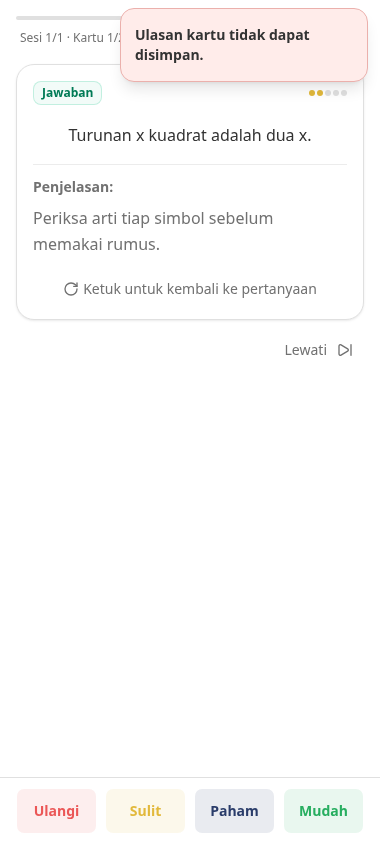 Ulasan kartu tidak dapat
disimpan.
Sesi 1/1 · Kartu 1/2
Jawaban
Turunan x kuadrat adalah dua x.
Penjelasan:
Periksa arti tiap simbol sebelum
memakai rumus.
Ketuk untuk kembali ke pertanyaan
Lewati
Ulangi
Sulit
Paham
Mudah